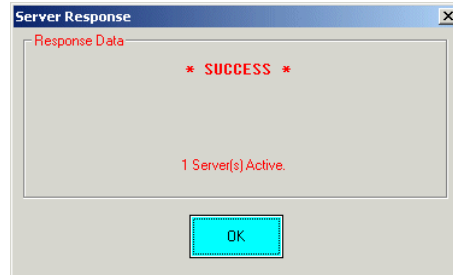 Server Response
Response Data
* SUCCESS *
1 Server(s) Active.
OK